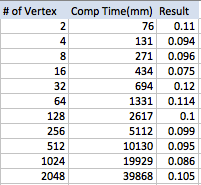 # of Vertex Comp Time(mm) Result
2 76 0.11
4 131 0.094
8 271 0.096
16 434 0.075
32 694 0.12
64 1331 0.114
128 2617 0.1
256 5112 0.099
512 10130 0.095
1024 19929 0.086
2048 39868 0.105